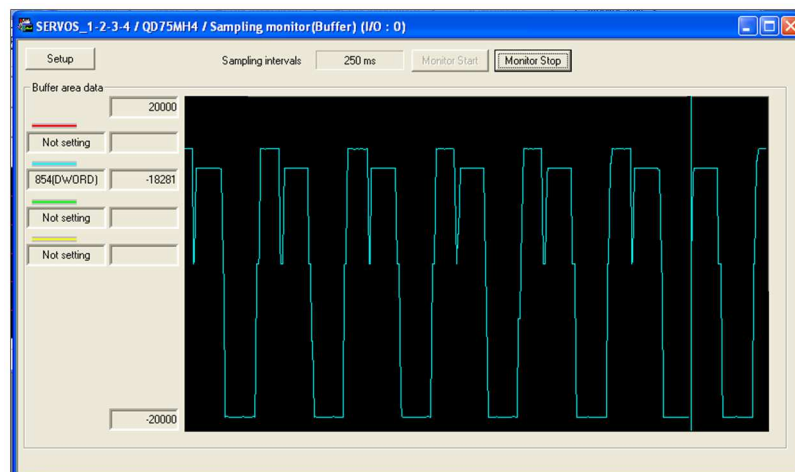 SERVOS_1-2-3-4 / QD75MH4 / Sampling monitor(Buffer) (I/O : 0)
Setup Sampling intervals 250 ms Monitor Start Monitor Stop
Buffer area data
20000
Not setting
854(DWORD) -18281
Not setting
Not setting
-20000